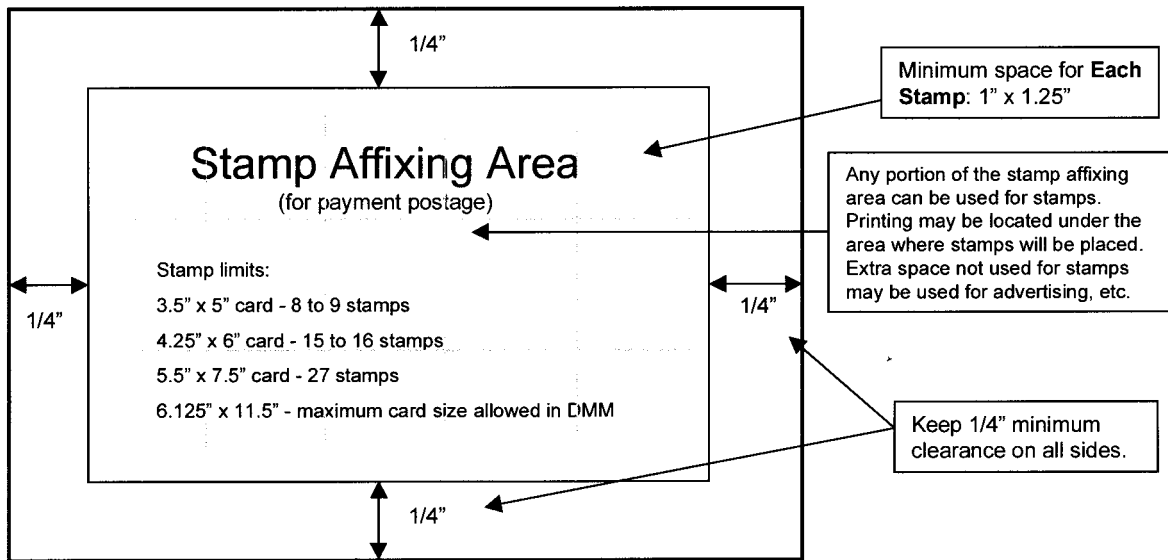 1/4”
Minimum space for Each
Stamp: 1” x 1.25”
Stamp Affixing Area
(for payment postage)
Any portion of the stamp affixing
area can be used for stamps.
Printing may be located under the
area where stamps will be placed.
Extra space not used for stamps
may be used for advertising, etc.
Stamp limits:
3.5” x 5” card - 8 to 9 stamps
4.25” x 6” card - 15 to 16 stamps
5.5” x 7.5” card - 27 stamps
6.125” x 11.5” - maximum card size allowed in DMM
1/4”
1/4”
Keep 1/4” minimum
clearance on all sides.
1/4”